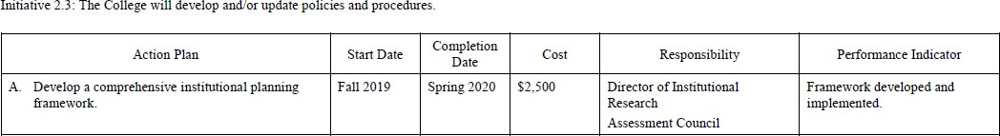 Initiative 2.3: The College will develop and/or update policies and procedures.
Action Plan
Start Date
Completion
Date
Cost
Responsibility
Performance Indicator
A. Develop a comprehensive institutional planning
framework.
Fall 2019
Spring 2020
$2,500
Director of Institutional
Research
Assessment Council
Framework developed and
implemented.